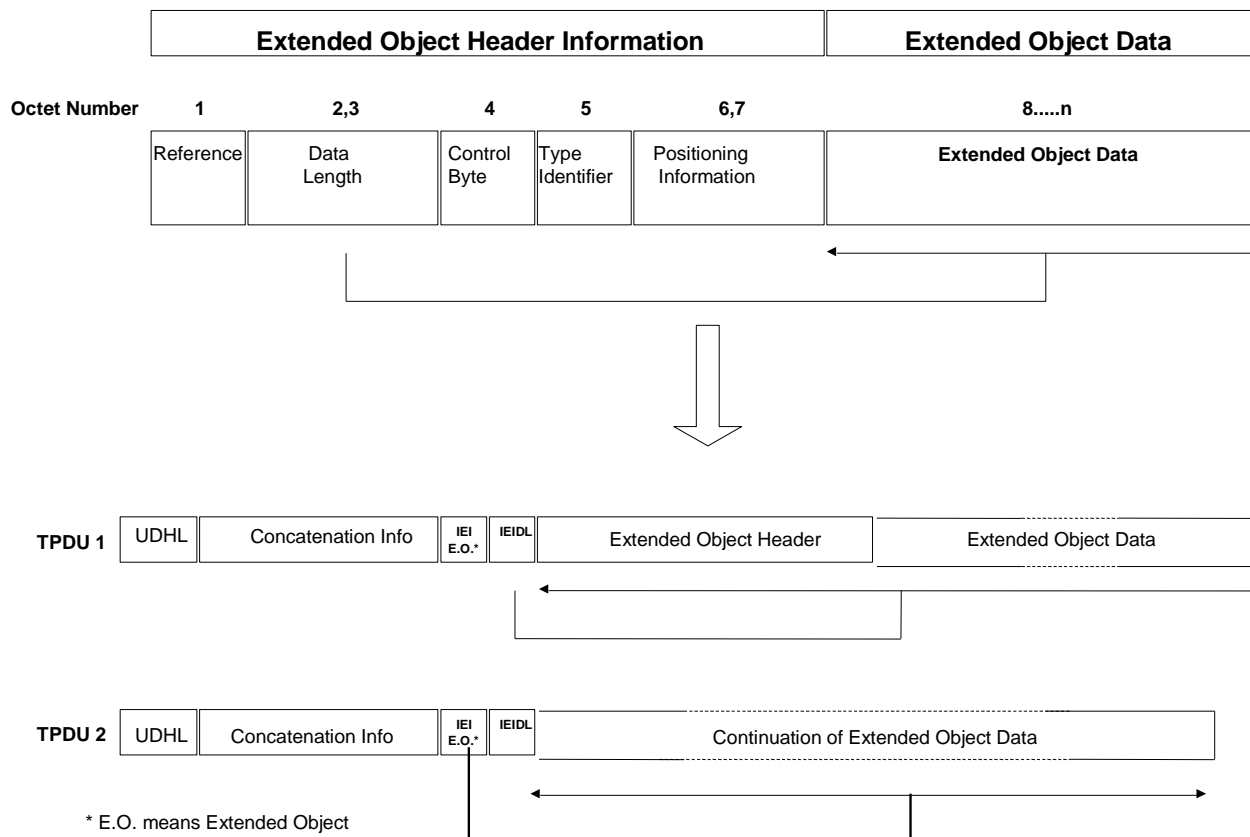 Extended Object Header Information Extended Object Data
Octet Number 1 2,3 4 5 6,7 8.....n
Reference Data Length Control Byte Type Identifier Positioning Information Extended Object Data
TPDU 1 UDHL Concatenation Info IEI E.O.* IEIDL Extended Object Header Extended Object Data
TPDU 2 UDHL Concatenation Info IEI E.O.* IEIDL Continuation of Extended Object Data
* E.O. means Extended Object